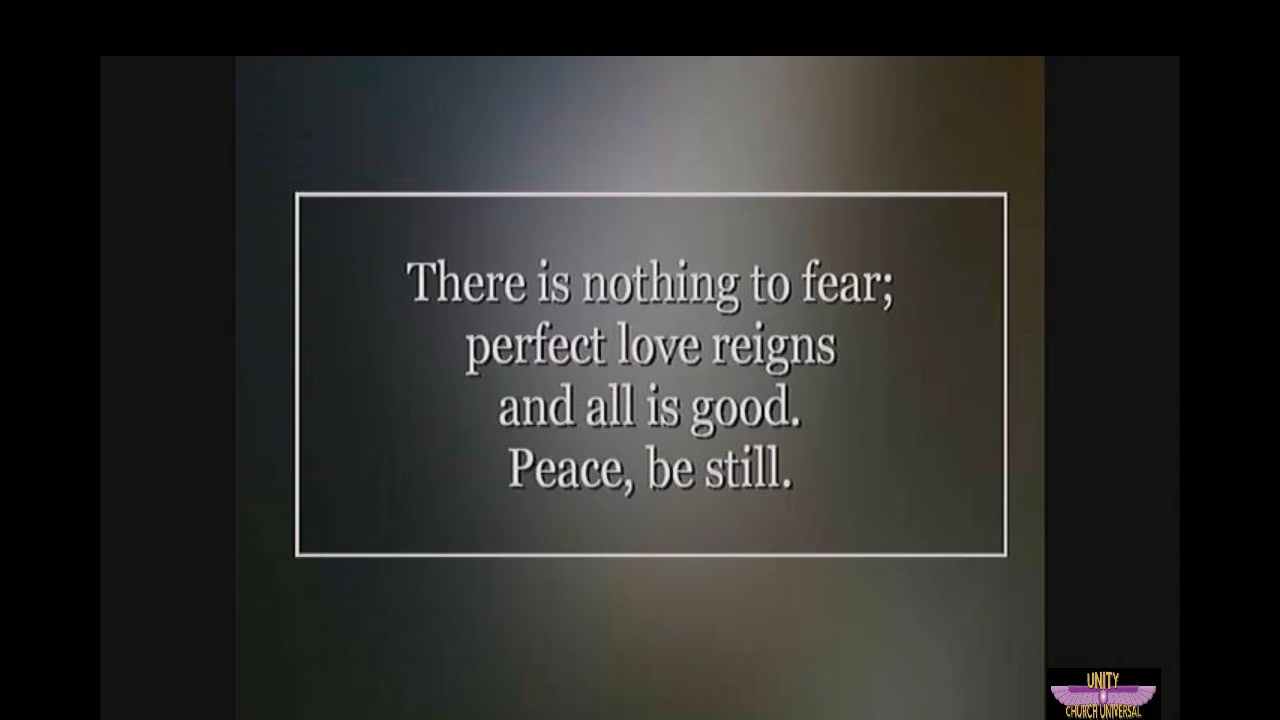 There is nothing to fear;
perfect love reigns
and all is good.
Peace, be still.
UNITY
CHURCH UNIVERSAL